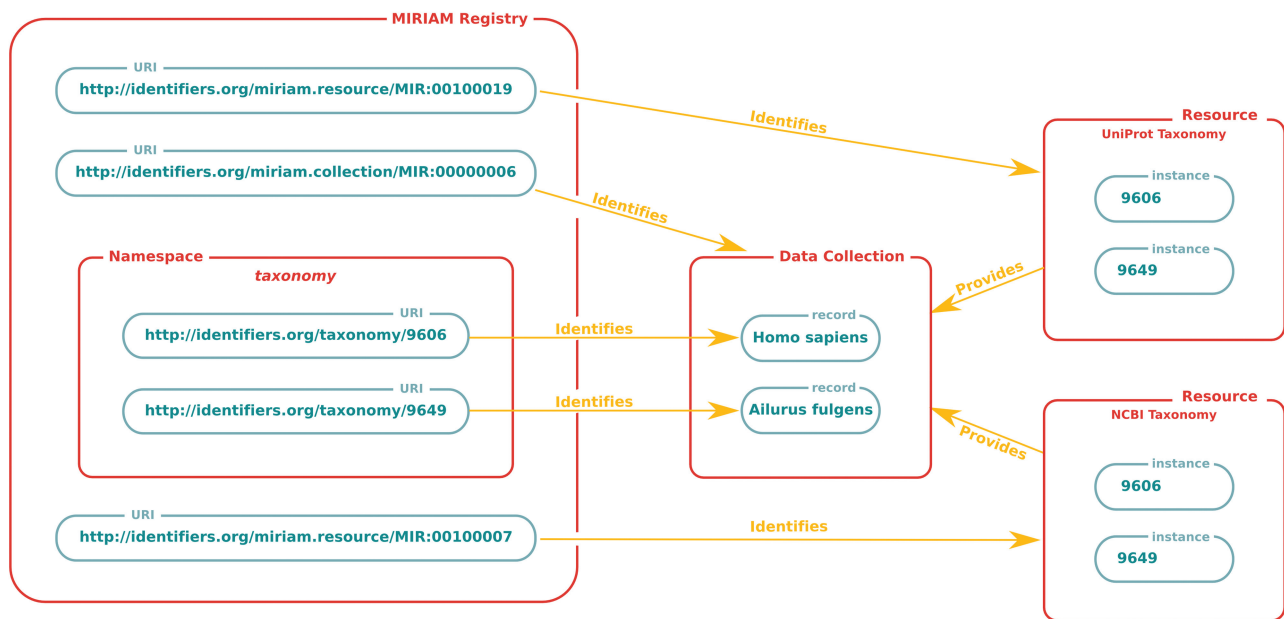 MIRIAM Registry
URI
http://identifiers.org/miriam.resource/MIR:00100019
URI
http://identifiers.org/miriam.collection/MIR:00000006
Namespace
taxonomy
URI
http://identifiers.org/taxonomy/9606
URI
http://identifiers.org/taxonomy/9649
URI
http://identifiers.org/miriam.resource/MIR:00100007
Identifies
Identifies
Identifies
Identifies
Identifies
Data Collection
record
Homo sapiens
record
Ailurus fulgens
Provides
Provides
Resource
UniProt Taxonomy
instance
9606
instance
9649
Resource
NCBI Taxonomy
instance
9606
instance
9649